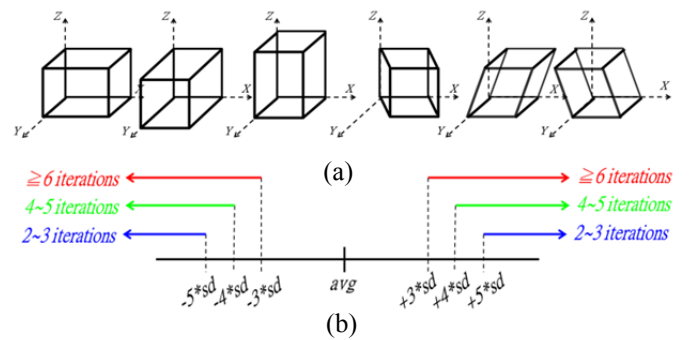 Z Z Z Z Z Z
X X X X X X
Y Y Y Y Y Y
(a)
≧6 iterations ≧6 iterations
4~5 iterations 4~5 iterations
2~3 iterations 2~3 iterations
-5*sd -4*sd -3*sd avg +3*sd +4*sd +5*sd
(b)